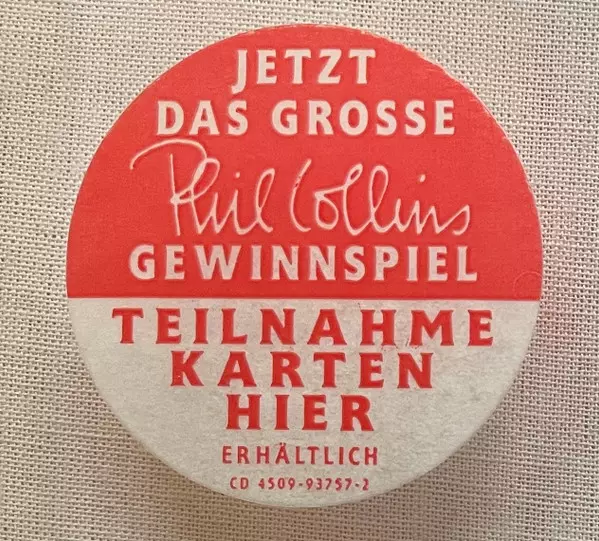 JETZT
DAS GROSSE
Phil Collins
GEWINNSPIEL
TEILNAHME
KARTEN
HIER
ERHÄLTLICH
CD 4509-93757-2